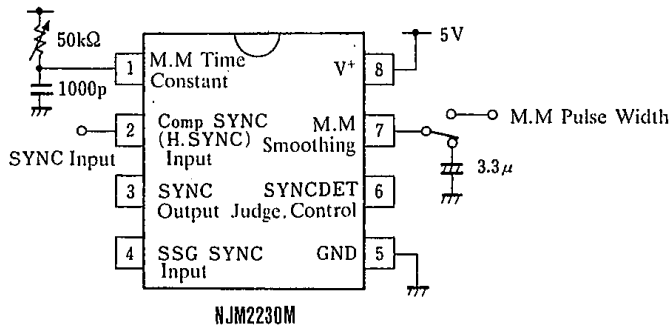 50kΩ
1000p
5V
1 M.M Time Constant
V+ 8
2 Comp SYNC (H.SYNC) Input
SYNC Input
M.M Smoothing 7
M.M Pulse Width
3.3μ
3 SYNC Output
SYNCDET Judge. Control 6
4 SSG SYNC Input
GND 5
NJM2230M